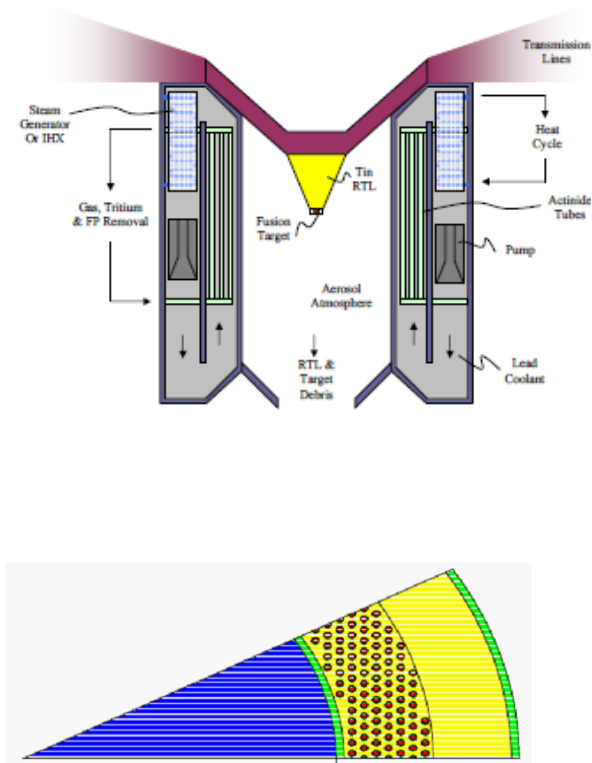 Transmission
Lines
Steam
Generator
Or IHX
Heat
Cycle
Tin
RTL
Actinide
Tubes
Gas, Tritium
& FP Removal
Fusion
Target
Pump
Aerosol
Atmosphere
RTL &
Target
Debris
Lead
Coolant